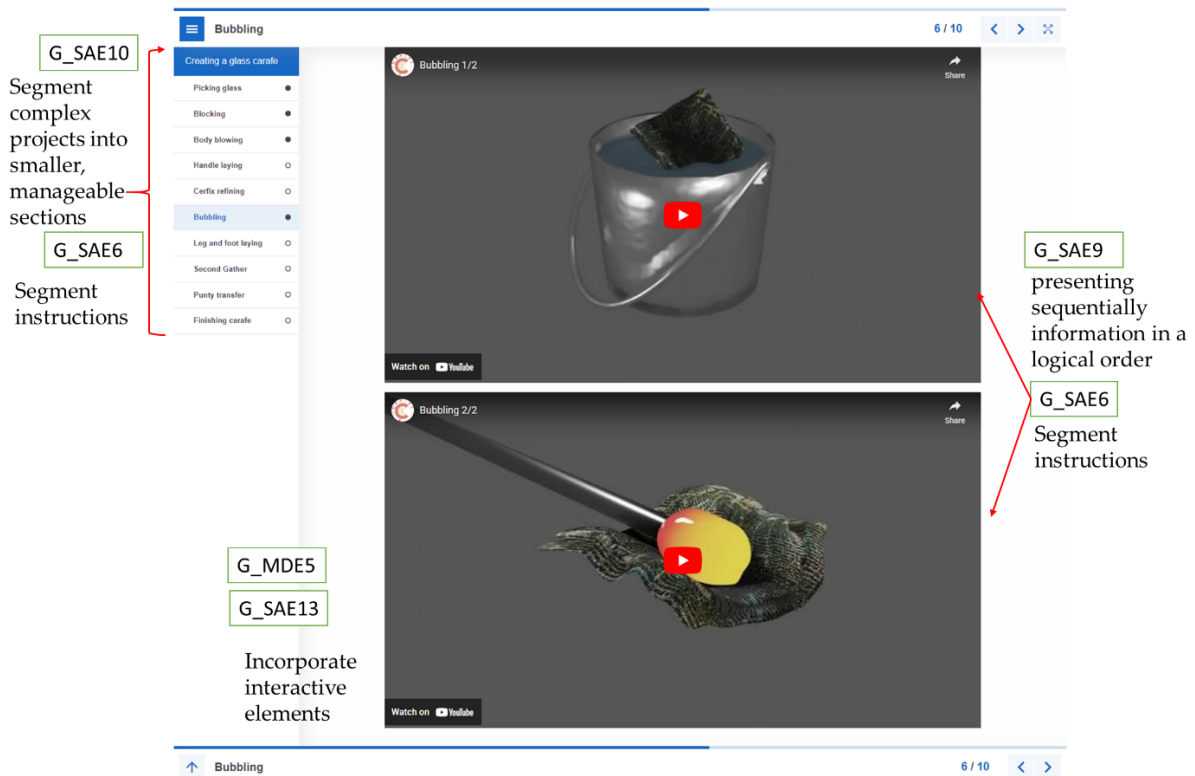 Bubbling
6 / 10
G_SAE10
Segment
complex
projects into
smaller,
manageable
sections
G_SAE6
Segment
instructions
Creating a glass carafe
Picking glass
Blocking
Body blowing
Handle laying
Cerfix refining
Bubbling
Leg and foot laying
Second Gather
Punty transfer
Finishing carafe
Bubbling 1/2
Share
Watch on YouTube
Bubbling 2/2
Share
Watch on YouTube
G_SAE9
presenting
sequentially
information in a
logical order
G_SAE6
Segment
instructions
G_MDE5
G_SAE13
Incorporate
interactive
elements
Bubbling
6 / 10